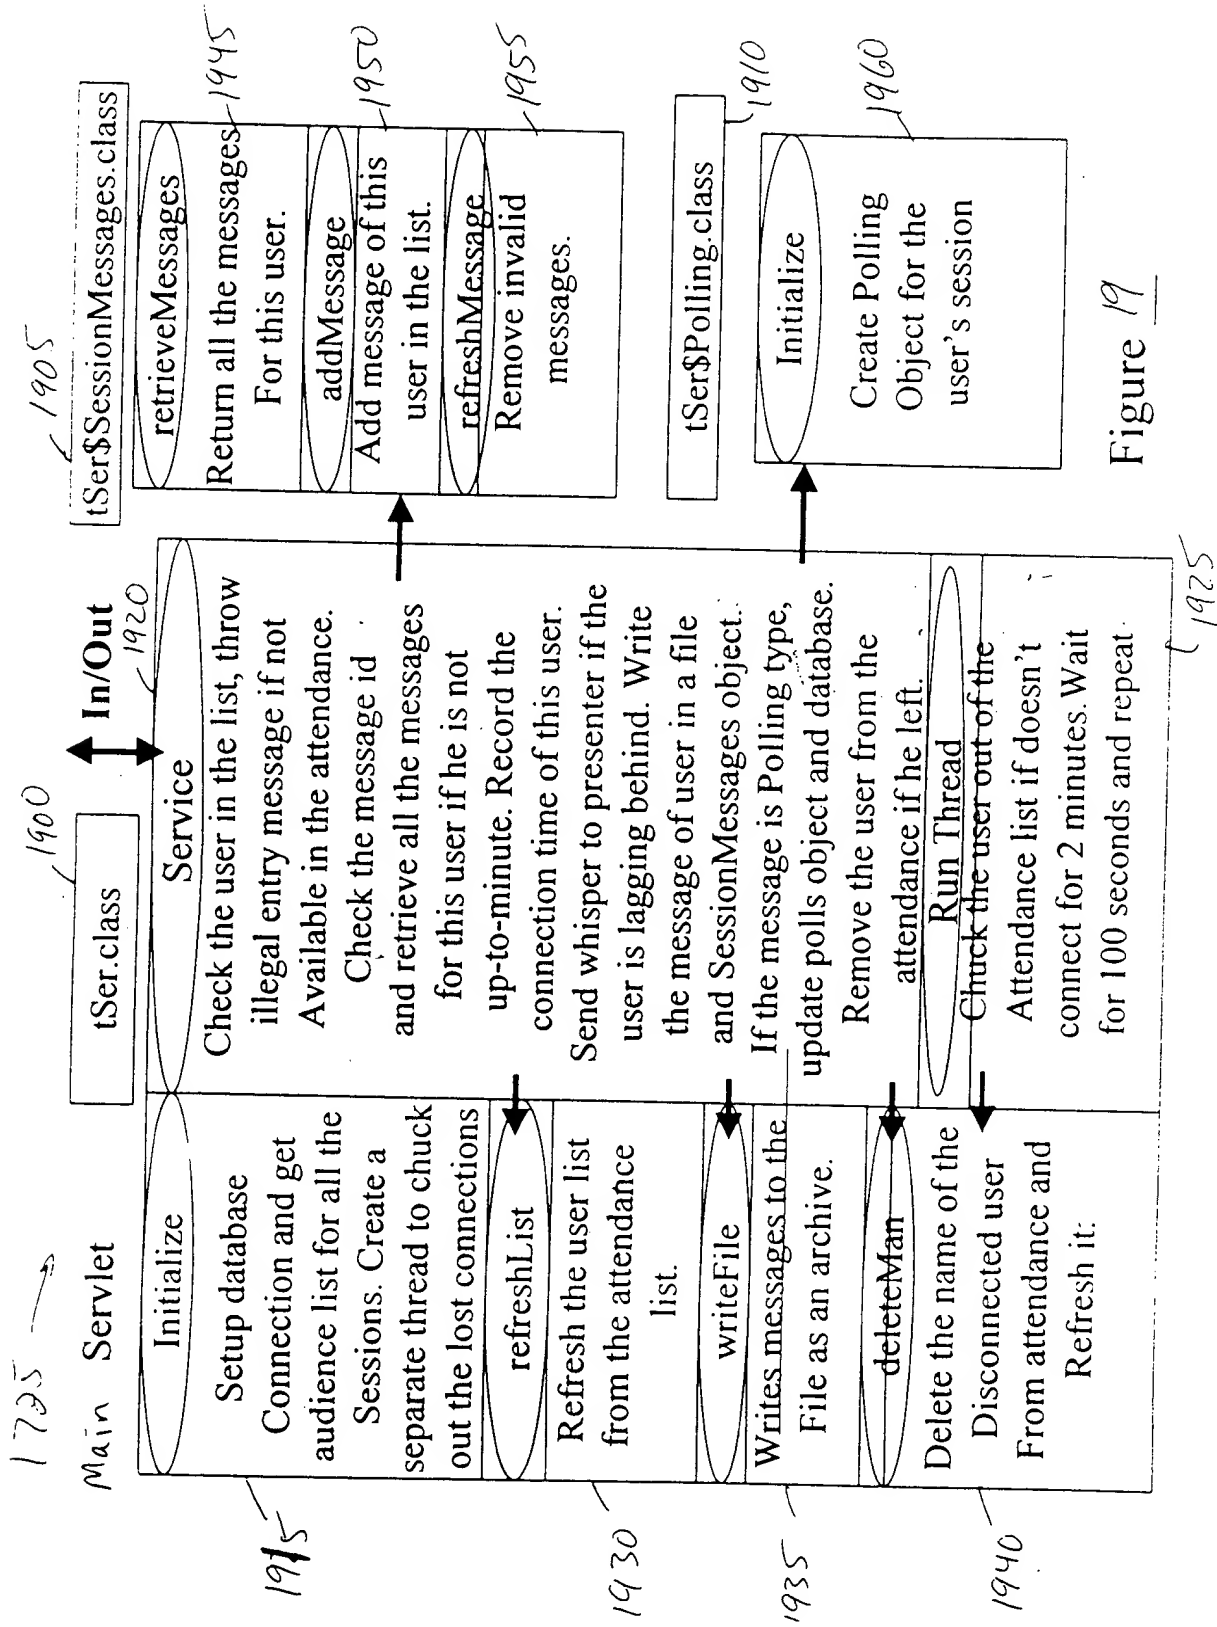 1725
Main Servlet
tSer.class
1900
In/Out
1905
tSer$SessionMessages.class
1915
Initialize
Setup database
Connection and get
audience list for all the
Sessions. Create a
separate thread to chuck
out the lost connections
1930
refreshList
Refresh the user list
from the attendance
list.
1935
writeFile
Writes messages to the
File as an archive.
1940
deleteMan
Delete the name of the
Disconnected user
From attendance and
Refresh it.
1920
Service
Check the user in the list, throw
illegal entry message if not
Available in the attendance.
Check the message id
and retrieve all the messages
for this user if he is not
up-to-minute. Record the
connection time of this user.
Send whisper to presenter if the
user is lagging behind. Write
the message of user in a file
and SessionMessages object.
If the message is Polling type,
update polls object and database.
Remove the user from the
attendance if he left.
Run Thread
Chuck the user out of the
Attendance list if doesn't
connect for 2 minutes. Wait
for 100 seconds and repeat
1925
retrieveMessages
Return all the messages
For this user.
1945
addMessage
Add message of this
user in the list.
1950
refreshMessage
Remove invalid
messages.
1955
tSer$Polling.class
1910
Initialize
Create Polling
Object for the
user's session
1960
Figure 19